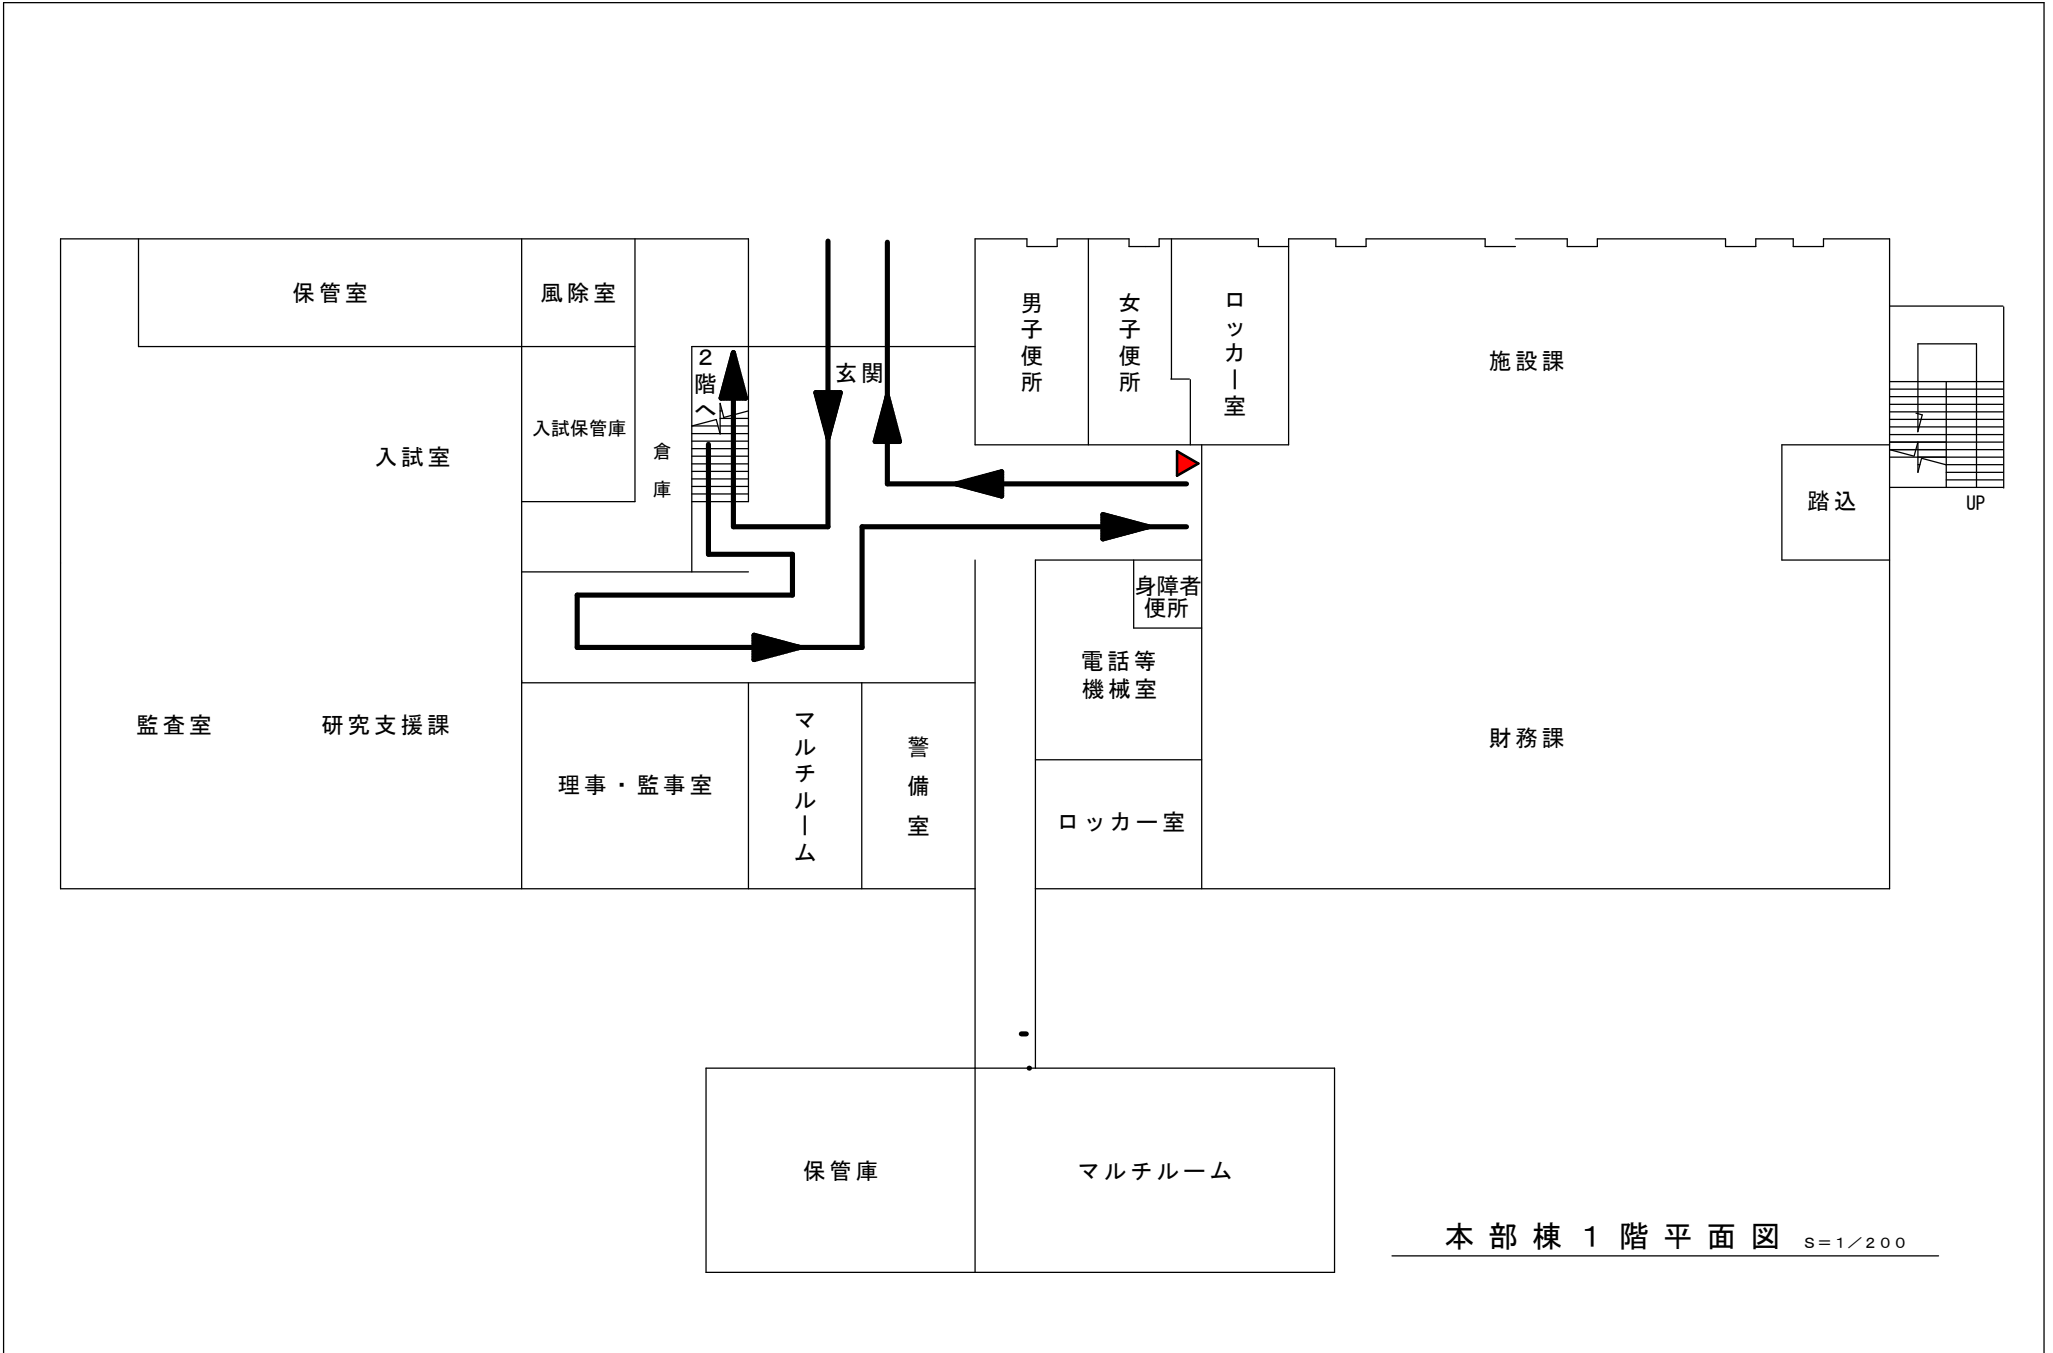 保管室
風除室
男子便所
女子便所
ロッカー室
２階へ
玄関
施設課
入試室
入試保管庫
倉庫
踏込
UP
身障者
便所
電話等
機械室
監査室
研究支援課
理事・監事室
マルチルーム
警備室
ロッカー室
財務課
保管庫
マルチルーム
本部棟１階平面図 S=1／200